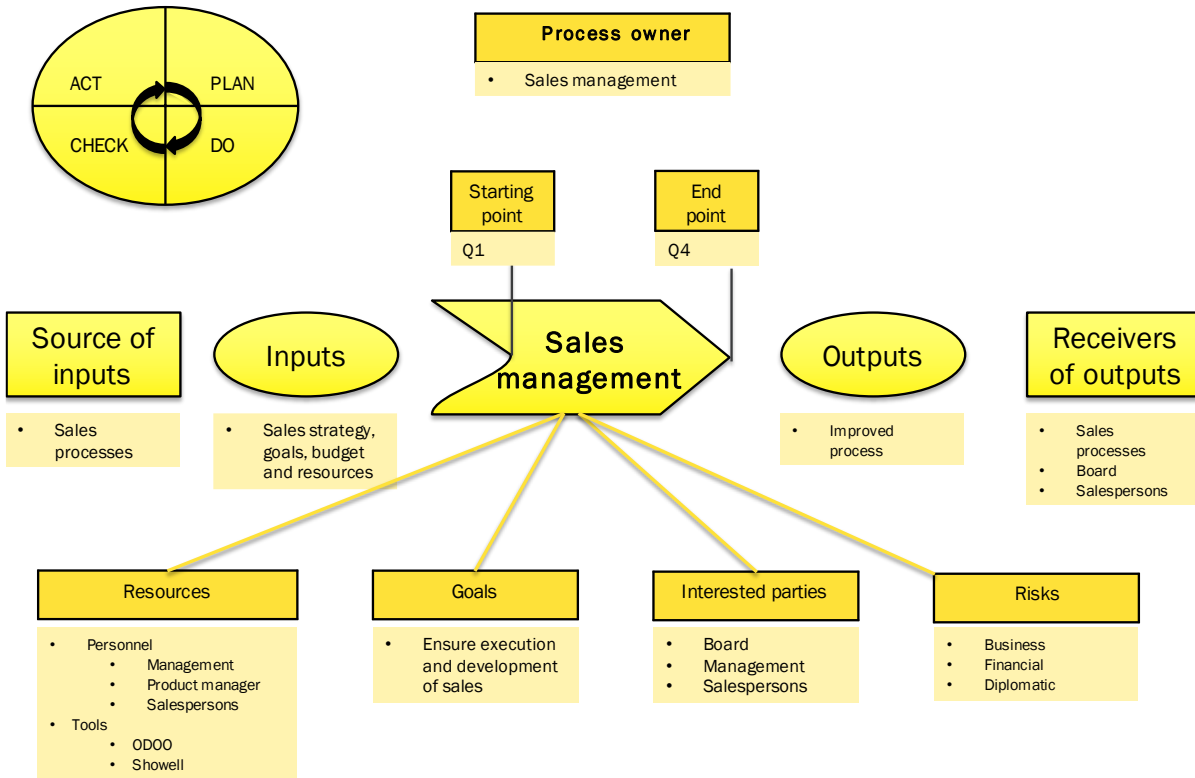 ACT
PLAN
CHECK
DO
Process owner
• Sales management
Starting
point
Q1
End
point
Q4
Source of
inputs
• Sales
processes
Inputs
• Sales strategy,
goals, budget
and resources
Sales
management
Outputs
• Improved
process
Receivers
of outputs
• Sales
processes
• Board
• Salespersons
Resources
• Personnel
• Management
• Product manager
• Salespersons
• Tools
• ODOO
• Showell
Goals
• Ensure execution
and development
of sales
Interested parties
• Board
• Management
• Salespersons
Risks
• Business
• Financial
• Diplomatic